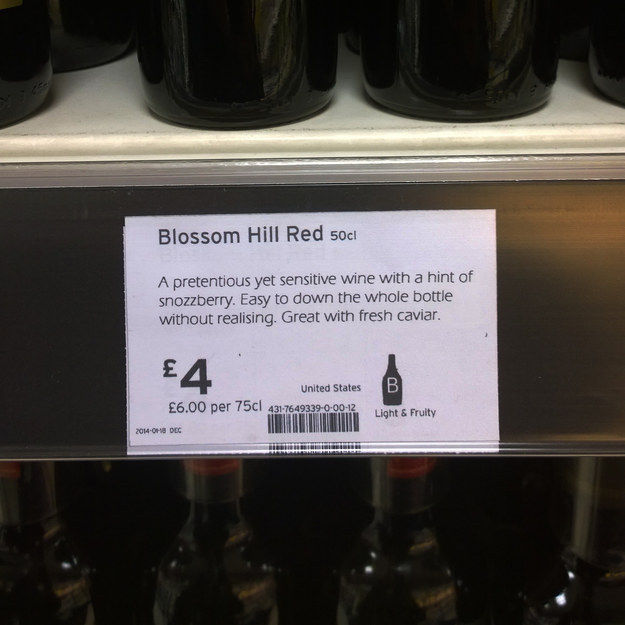 Blossom Hill Red 50cl
A pretentious yet sensitive wine with a hint of
snozzberry. Easy to down the whole bottle
without realising. Great with fresh caviar.
£4
£6.00 per 75cl
United States
431-7649339-0-00-12
B
Light & Fruity
2014-01-18 DEC